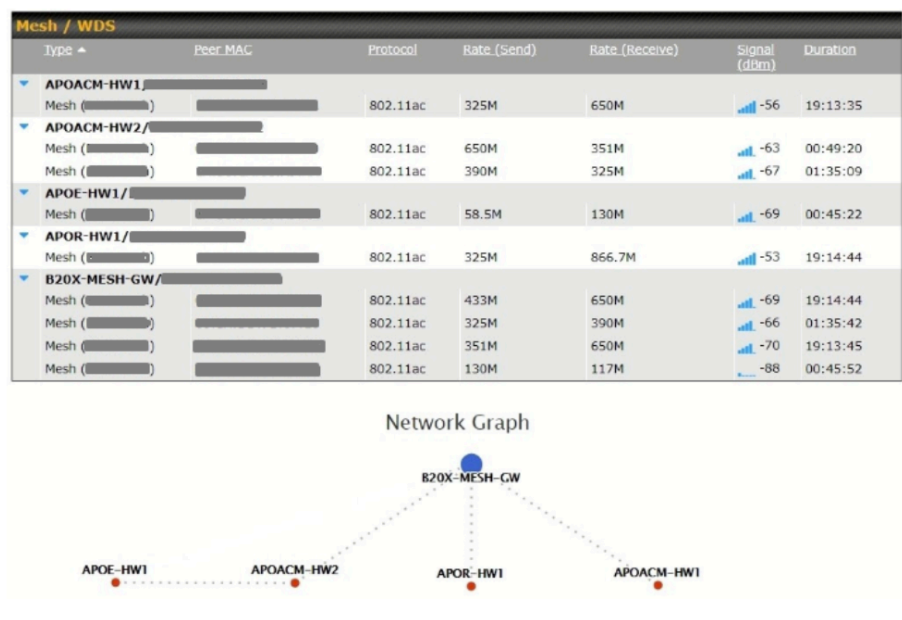 Mesh / WDS
Type Peer MAC Protocol Rate (Send) Rate (Receive) Signal (dBm) Duration
APOACM-HW1
Mesh ( ) 802.11ac 325M 650M -56 19:13:35
APOACM-HW2/
Mesh ( ) 802.11ac 650M 351M -63 00:49:20
Mesh ( ) 802.11ac 390M 325M -67 01:35:09
APOE-HW1/
Mesh ( ) 802.11ac 58.5M 130M -69 00:45:22
APOR-HW1/
Mesh ( ) 802.11ac 325M 866.7M -53 19:14:44
B20X-MESH-GW/
Mesh ( ) 802.11ac 433M 650M -69 19:14:44
Mesh ( ) 802.11ac 325M 390M -66 01:35:42
Mesh ( ) 802.11ac 351M 650M -70 19:13:45
Mesh ( ) 802.11ac 130M 117M -88 00:45:52
Network Graph
B20X-MESH-GW
APOE-HW1 APOACM-HW2 APOR-HW1 APOACM-HW1